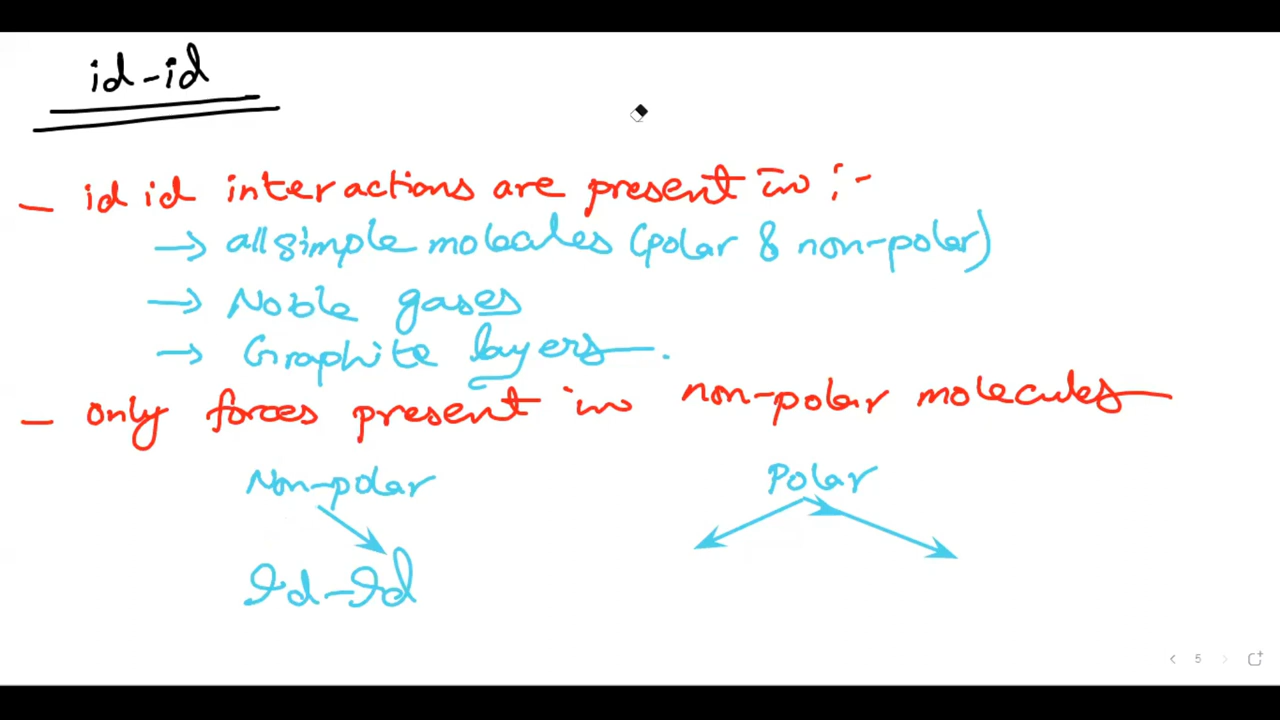 id-id
- id id interactions are present in :-
→ all simple molecules (polar & non-polar)
→ Noble gases
→ Graphite layers.
- only forces present in non-polar molecules
Non-polar Polar
Id-Id
5